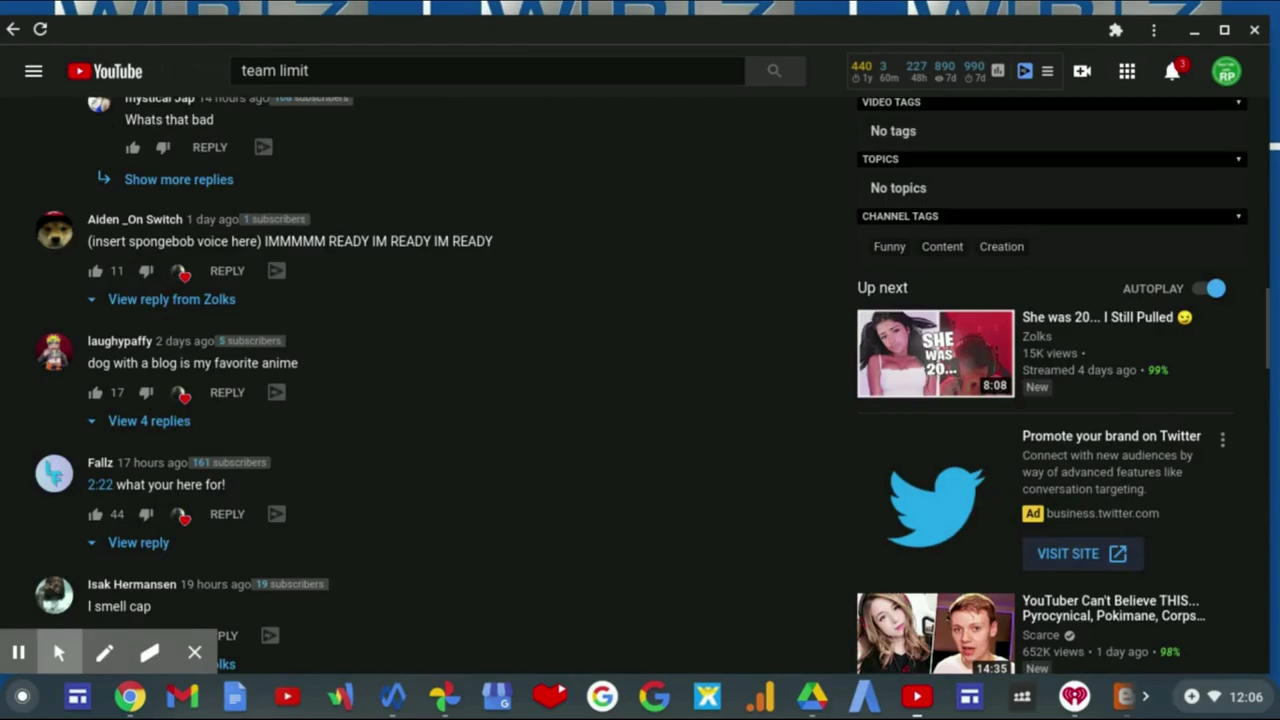 YouTube
team limit
440 3 227 890 990
1y 60m 48h 7d 7d
3
RP
mystical Jap 14 hours ago 106 subscribers
Whats that bad
REPLY
Show more replies
Aiden _On Switch 1 day ago 1 subscribers
(insert spongebob voice here) IMMMMM READY IM READY IM READY
11 REPLY
View reply from Zolks
laughypaffy 2 days ago 5 subscribers
dog with a blog is my favorite anime
17 REPLY
View 4 replies
Fallz 17 hours ago 161 subscribers
2:22 what your here for!
44 REPLY
View reply
Isak Hermansen 19 hours ago 19 subscribers
I smell cap
PLY
lks
VIDEO TAGS
No tags
TOPICS
No topics
CHANNEL TAGS
Funny Content Creation
Up next AUTOPLAY
SHE
WAS
20...
8:08
She was 20... I Still Pulled 😉
Zolks
15K views •
Streamed 4 days ago • 99%
New
Promote your brand on Twitter
Connect with new audiences by
way of advanced features like
conversation targeting.
Ad business.twitter.com
VISIT SITE
14:35
YouTuber Can't Believe THIS...
Pyrocynical, Pokimane, Corps...
Scarce
652K views • 1 day ago • 98%
New
12:06